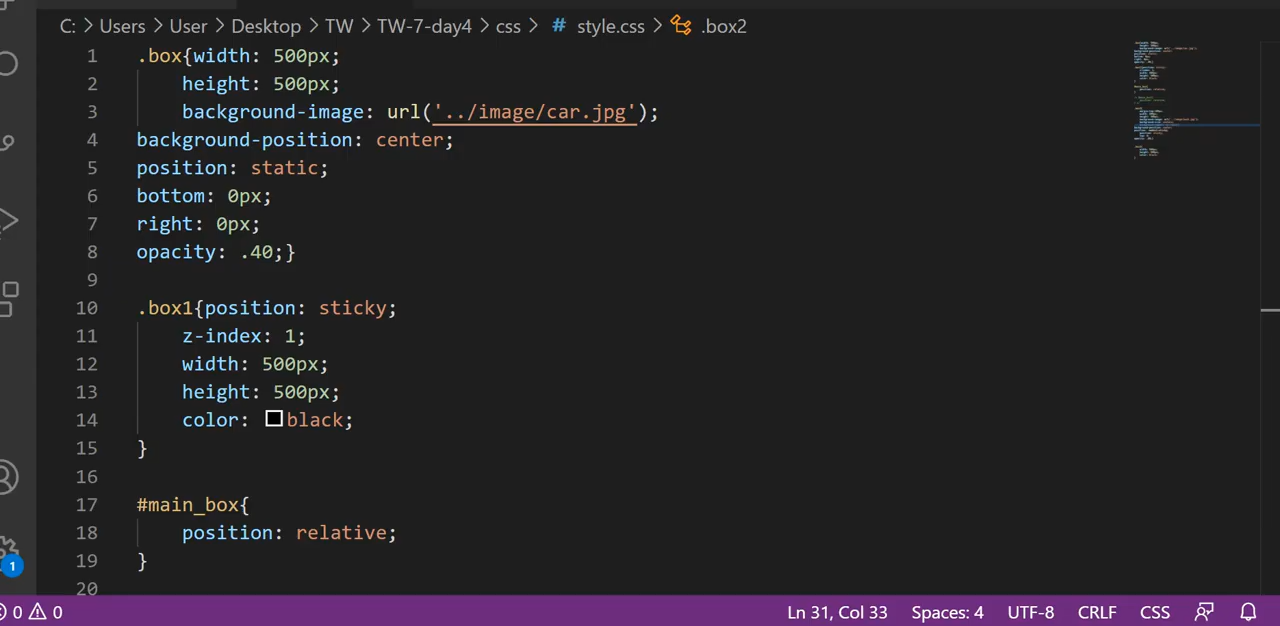 C: > Users > User > Desktop > TW > TW-7-day4 > css > # style.css > .box2
1 .box{width: 500px;
2 height: 500px;
3 background-image: url('../image/car.jpg');
4 background-position: center;
5 position: static;
6 bottom: 0px;
7 right: 0px;
8 opacity: .40;}
9
10 .box1{position: sticky;
11 z-index: 1;
12 width: 500px;
13 height: 500px;
14 color: black;
15 }
16
17 #main_box{
18 position: relative;
19 }
20
1
0 0 Ln 31, Col 33 Spaces: 4 UTF-8 CRLF CSS